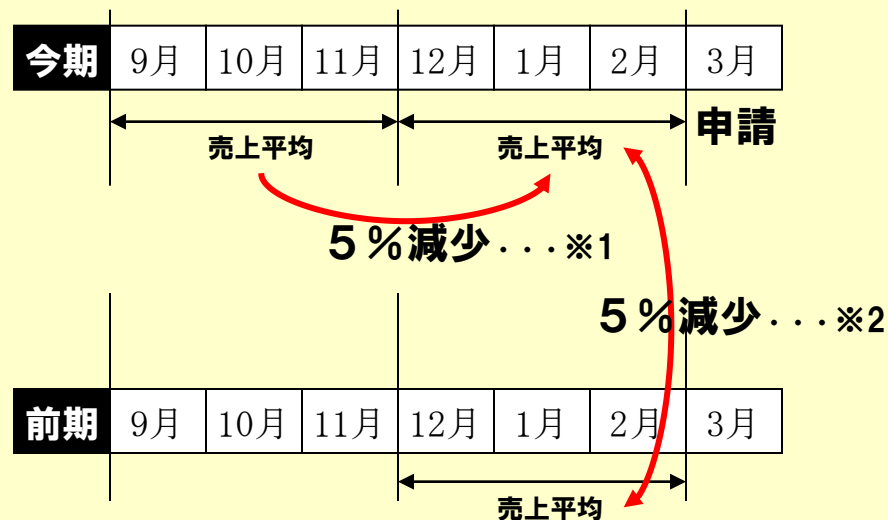 今期 9月 10月 11月 12月 1月 2月 3月
売上平均 売上平均 申請
5%減少・・・※1
5%減少・・・※2
前期 9月 10月 11月 12月 1月 2月 3月
売上平均